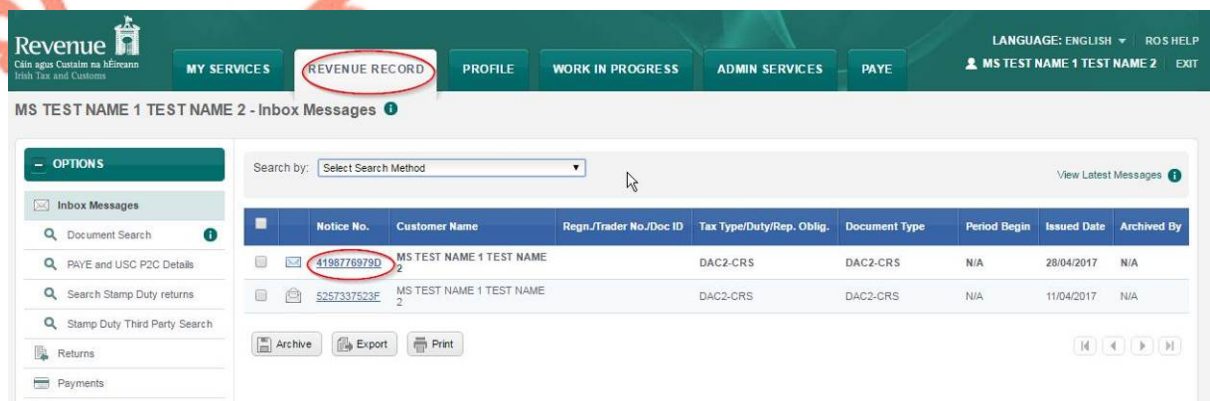 Revenue
Cáin agus Custaim na hÉireann
Irish Tax and Customs
LANGUAGE: ENGLISH ROS HELP
MS TEST NAME 1 TEST NAME 2 EXIT
MY SERVICES REVENUE RECORD PROFILE WORK IN PROGRESS ADMIN SERVICES PAYE
MS TEST NAME 1 TEST NAME 2 - Inbox Messages i
OPTIONS
Inbox Messages
Document Search i
PAYE and USC P2C Details
Search Stamp Duty returns
Stamp Duty Third Party Search
Returns
Payments
Search by: Select Search Method
View Latest Messages i
Notice No. Customer Name Regn./Trader No./Doc ID Tax Type/Duty/Rep. Oblig. Document Type Period Begin Issued Date Archived By
4198776979D MS TEST NAME 1 TEST NAME 2 DAC2-CRS DAC2-CRS N/A 28/04/2017 N/A
5257337523F MS TEST NAME 1 TEST NAME 2 DAC2-CRS DAC2-CRS N/A 11/04/2017 N/A
Archive Export Print